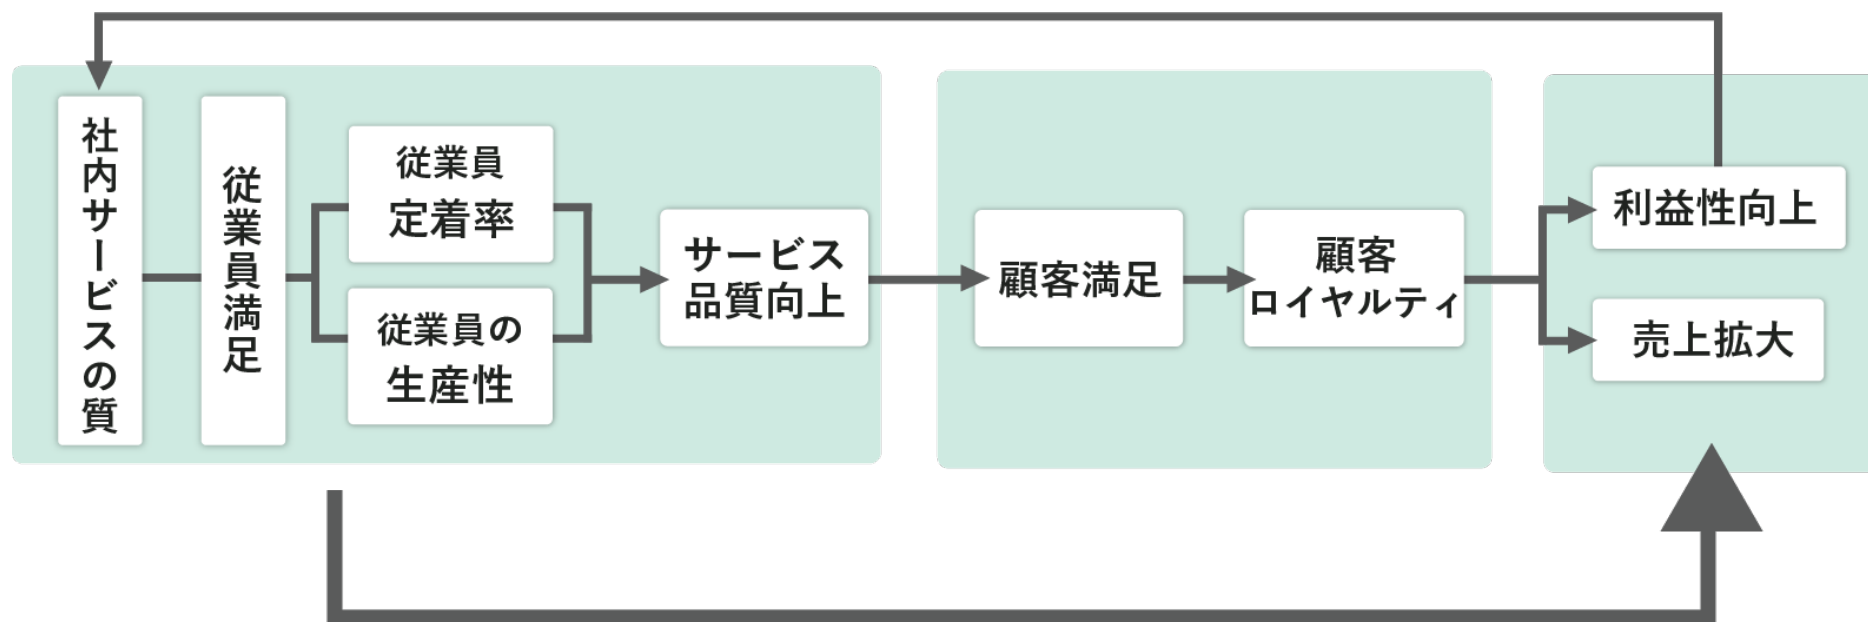 社内サービスの質
従業員満足
従業員
定着率
従業員の
生産性
サービス
品質向上
顧客満足
顧客
ロイヤルティ
利益性向上
売上拡大